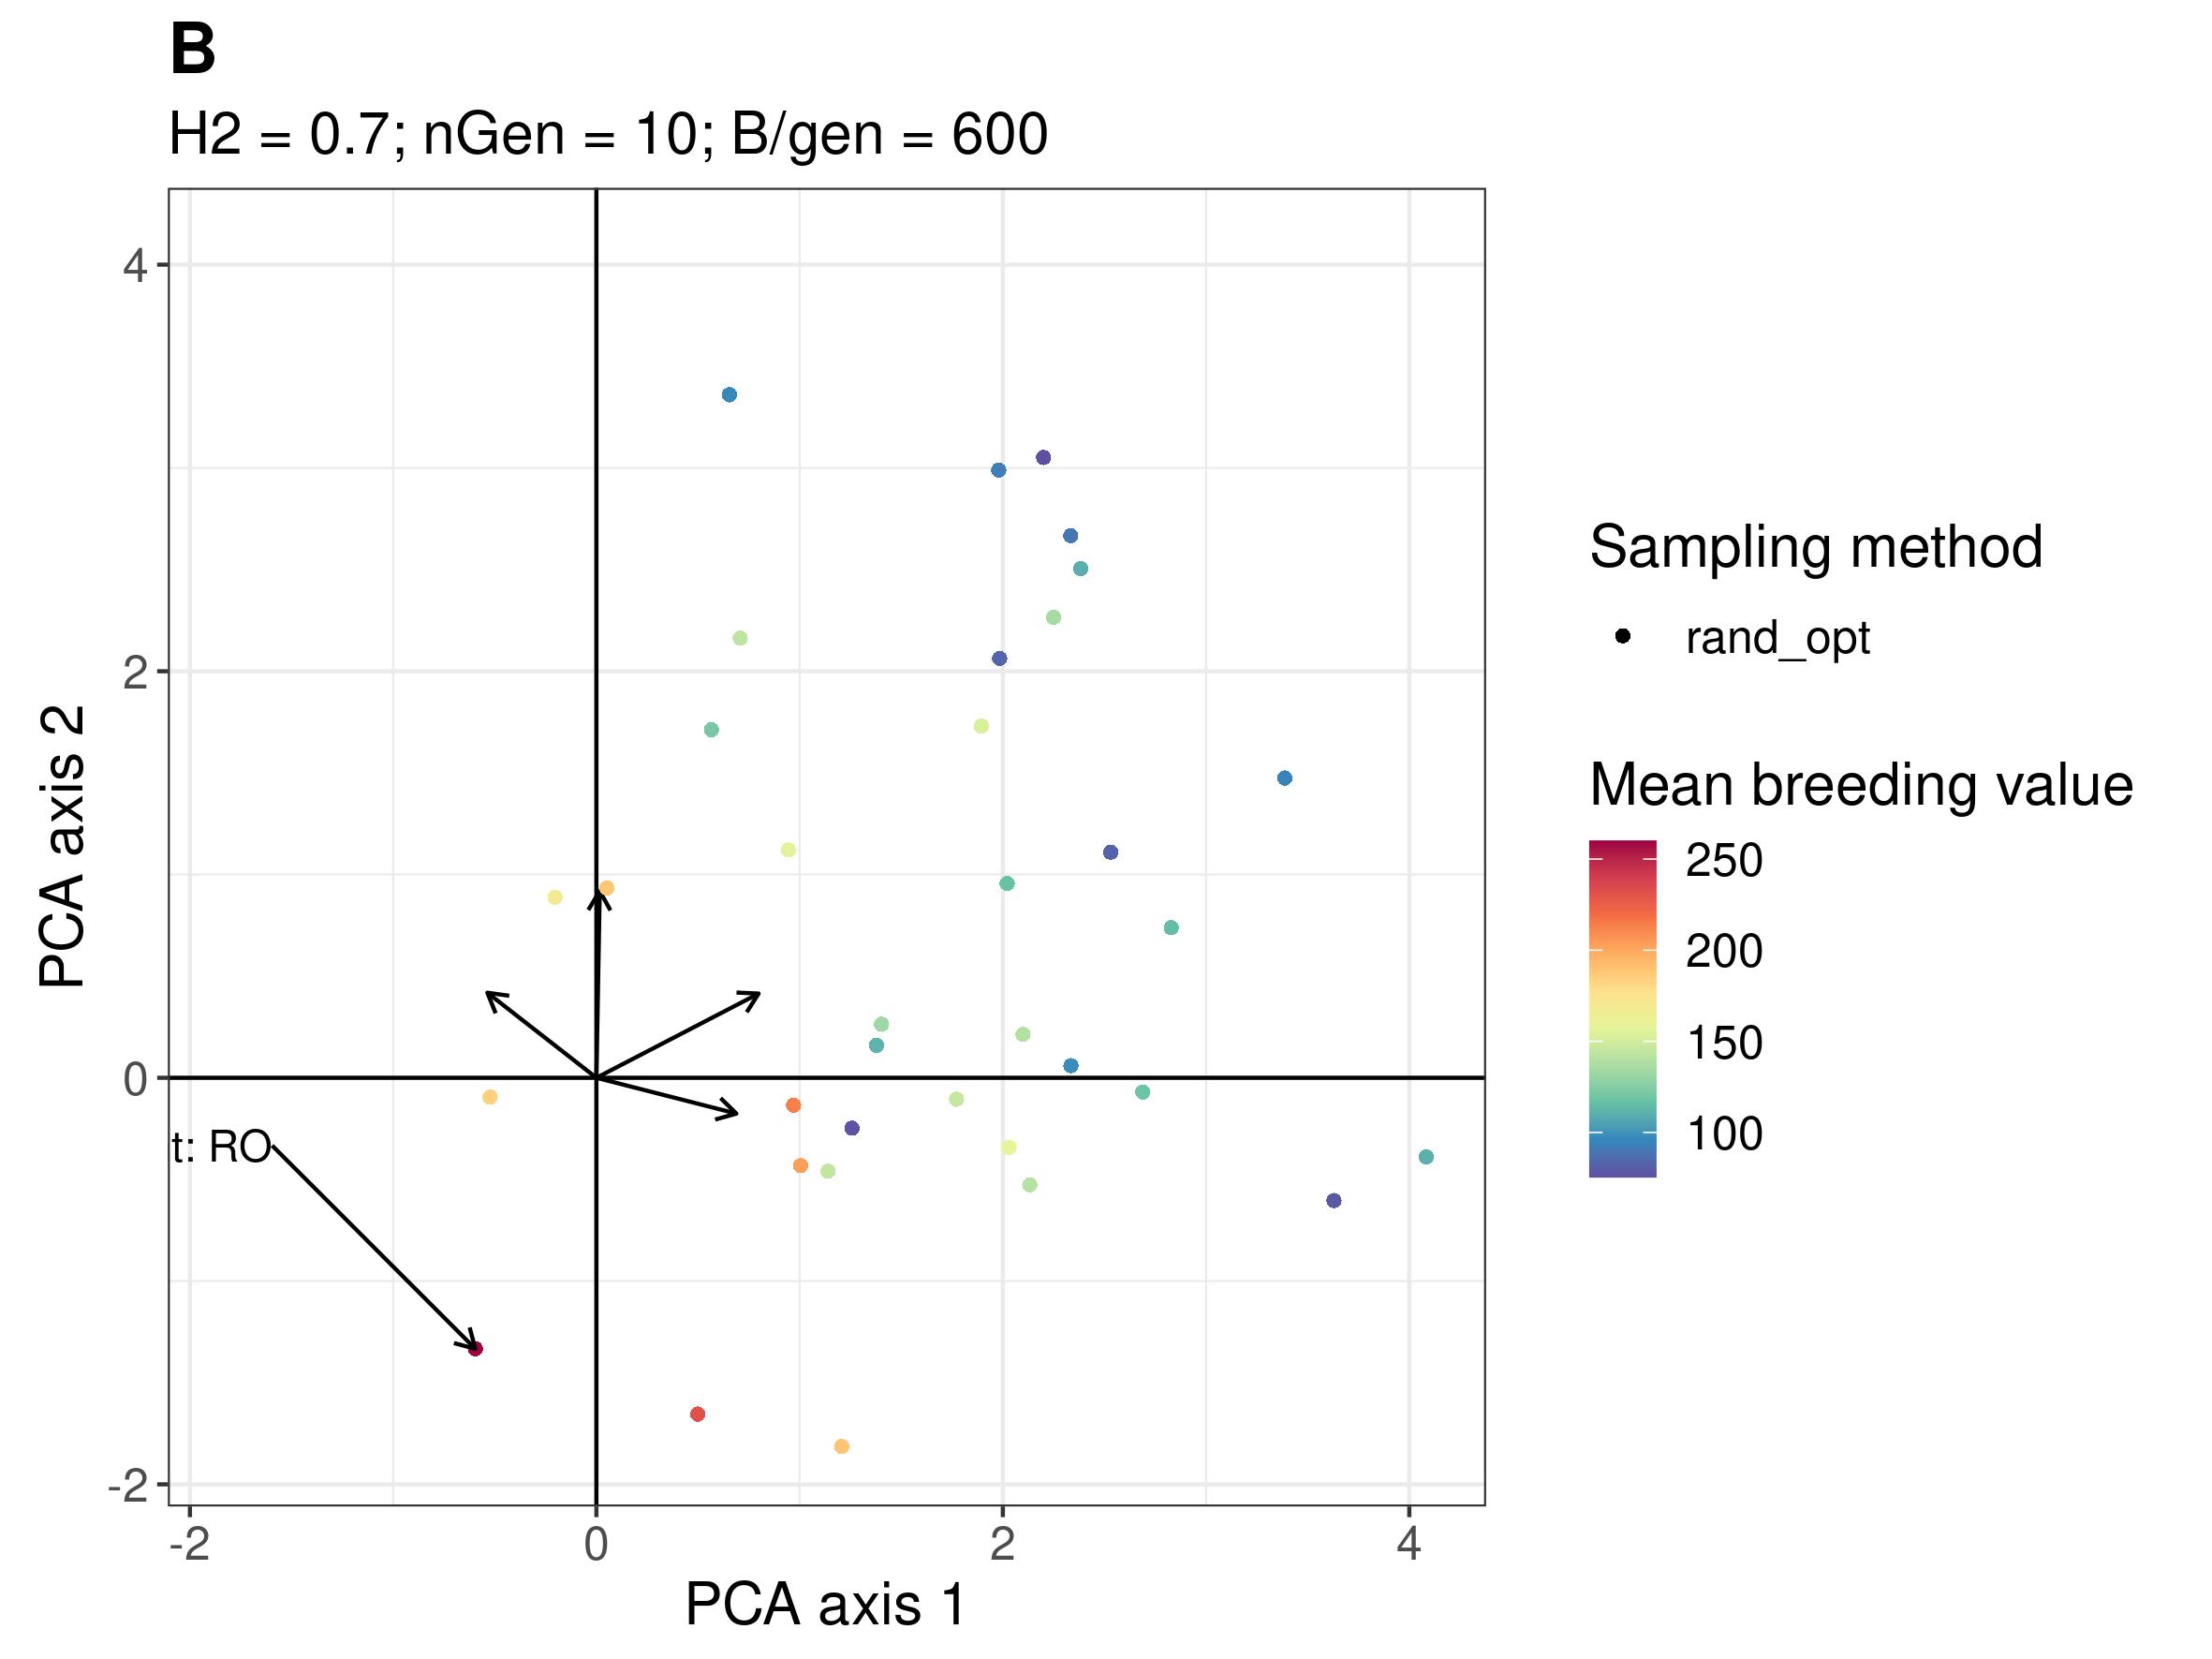 B
H2 = 0.7; nGen = 10; B/gen = 600
4
2
0
-2
PCA axis 2
t: RO
-2 0 2 4
PCA axis 1
Sampling method
rand_opt
Mean breeding value
250
200
150
100